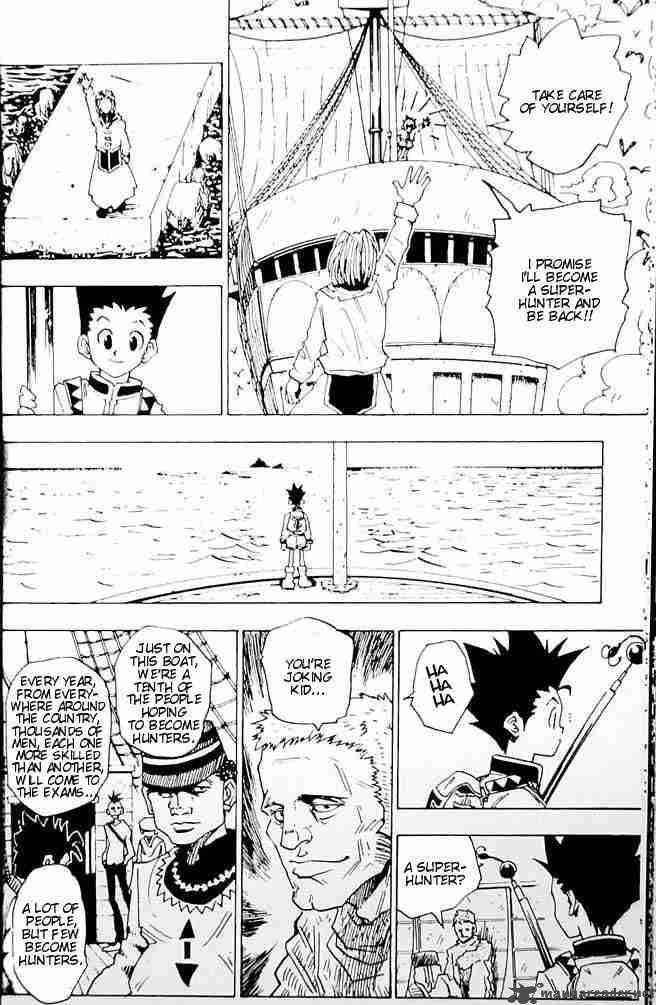 TAKE CARE
OF YOURSELF!
I PROMISE
I'LL BECOME
A SUPER-
HUNTER AND
BE BACK!!
HA
HA
HA
A SUPER-
HUNTER?
YOU'RE
JOKING
KID...
JUST ON
THIS BOAT,
WE'RE A
TENTH OF
THE PEOPLE
HOPING
TO BECOME
HUNTERS.
EVERY YEAR,
FROM EVERY-
WHERE AROUND
THE COUNTRY,
THOUSANDS OF
MEN, EACH ONE
MORE SKILLED
THAN ANOTHER,
WILL COME
TO THE
EXAMS...
A LOT OF
PEOPLE,
BUT FEW
BECOME
HUNTERS.
mangareader.net